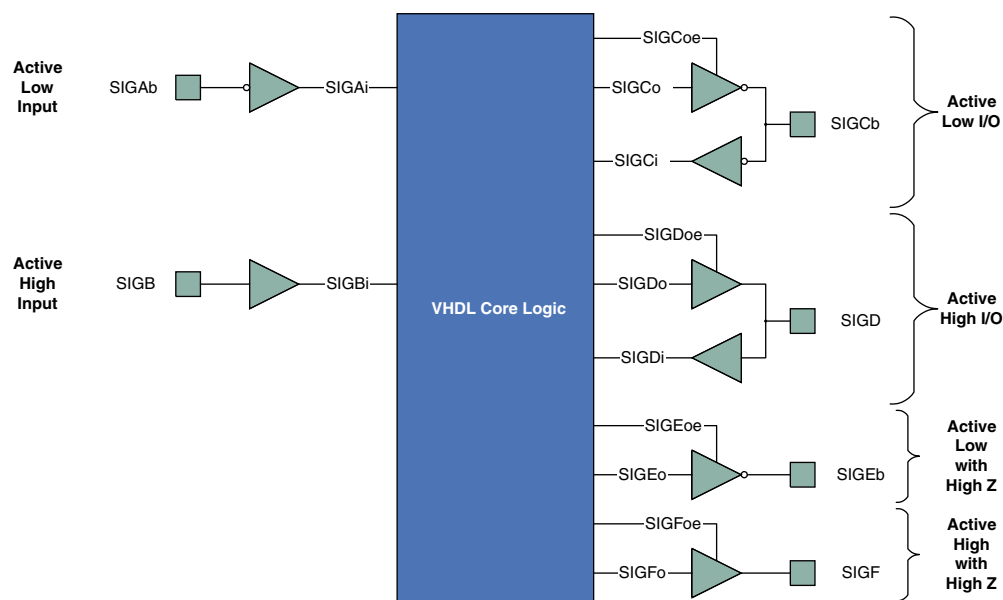 Active
Low
Input
SIGAb
SIGAi
Active
High
Input
SIGB
SIGBi
VHDL Core Logic
SIGCoe
SIGCo
SIGCi
SIGCb
Active
Low I/O
SIGDoe
SIGDo
SIGDi
SIGD
Active
High I/O
SIGEoe
SIGEo
SIGEb
Active
Low
with
High Z
SIGFoe
SIGFo
SIGF
Active
High
with
High Z